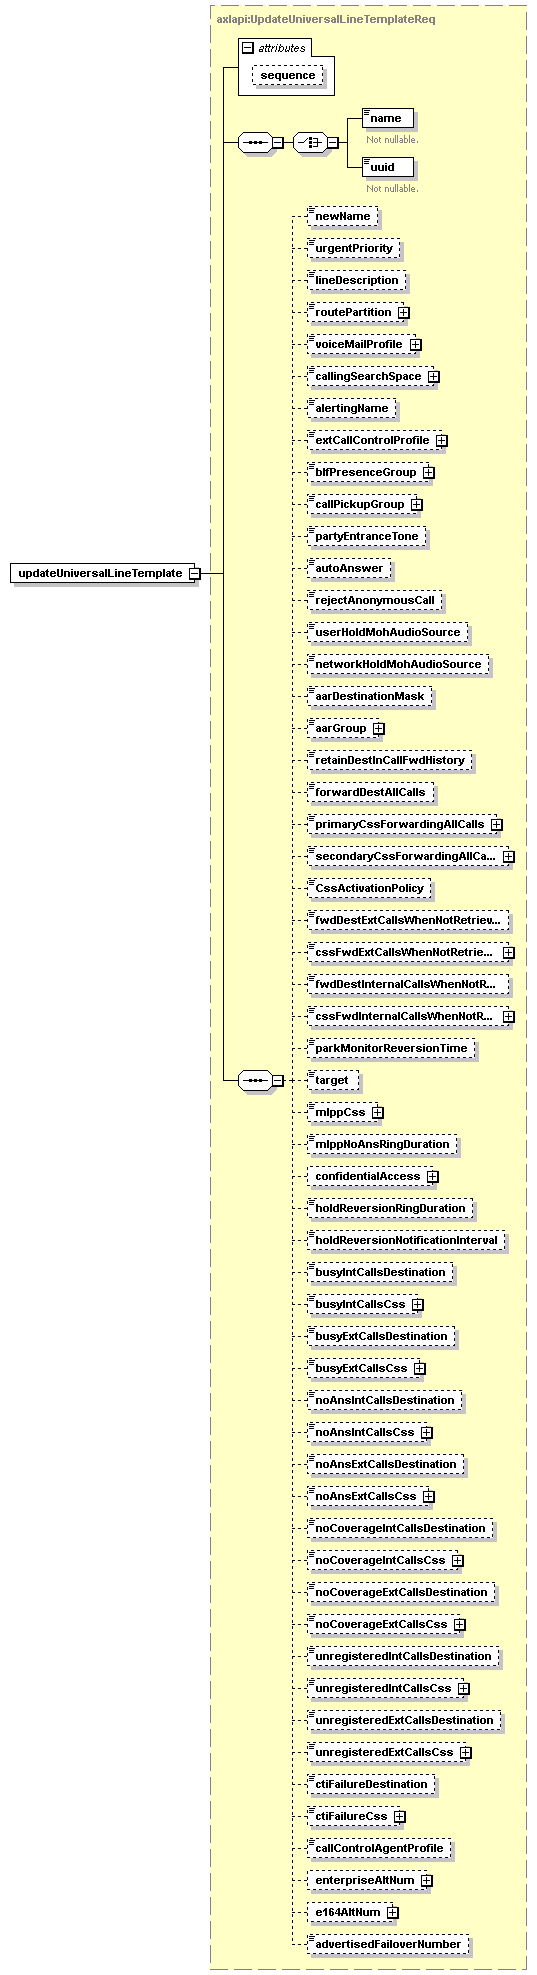 axlapi:UpdateUniversalLineTemplateReq
attributes
sequence
name
Not nullable.
uuid
Not nullable.
newName
urgentPriority
lineDescription
routePartition
voiceMailProfile
callingSearchSpace
alertingName
extCallControlProfile
blfPresenceGroup
callPickupGroup
partyEntranceTone
autoAnswer
updateUniversalLineTemplate
rejectAnonymousCall
userHoldMohAudioSource
networkHoldMohAudioSource
aarDestinationMask
aarGroup
retainDestInCallFwdHistory
forwardDestAllCalls
primaryCssForwardingAllCalls
secondaryCssForwardingAllCa...
CssActivationPolicy
fwdDestExtCallsWhenNotRetriev...
cssFwdExtCallsWhenNotRetrie...
fwdDestInternalCallsWhenNotR...
cssFwdInternalCallsWhenNotR...
parkMonitorReversionTime
target
mlppCss
mlppNoAnsRingDuration
confidentialAccess
holdReversionRingDuration
holdReversionNotificationInterval
busyIntCallsDestination
busyIntCallsCss
busyExtCallsDestination
busyExtCallsCss
noAnsIntCallsDestination
noAnsIntCallsCss
noAnsExtCallsDestination
noAnsExtCallsCss
noCoverageIntCallsDestination
noCoverageIntCallsCss
noCoverageExtCallsDestination
noCoverageExtCallsCss
unregisteredIntCallsDestination
unregisteredIntCallsCss
unregisteredExtCallsDestination
unregisteredExtCallsCss
ctiFailureDestination
ctiFailureCss
callControlAgentProfile
enterpriseAltNum
e164AltNum
advertisedFailoverNumber